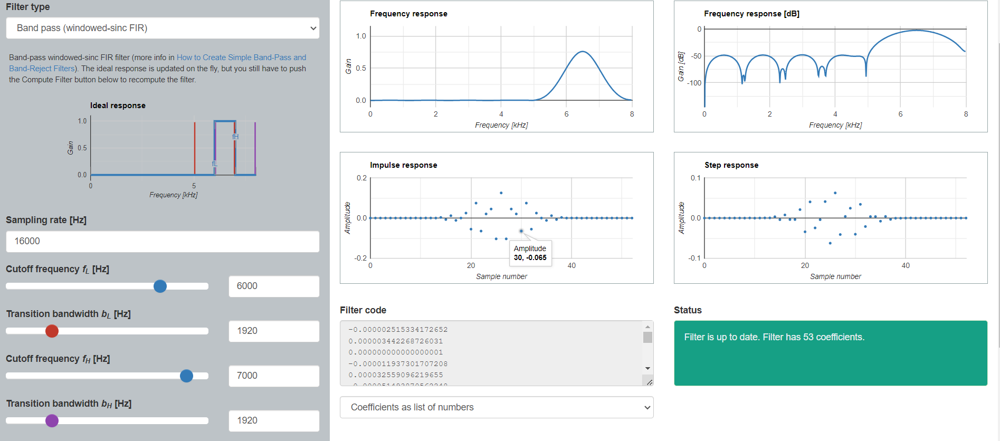 Filter type
Band pass (windowed-sinc FIR)
Band-pass windowed-sinc FIR filter (more info in How to Create Simple Band-Pass and
Band-Reject Filters). The ideal response is updated on the fly, but you still have to push
the Compute Filter button below to recompute the filter.
Ideal response
Gain
1.0
0.5
0.0
fL
fH
0
5
Frequency [kHz]
Sampling rate [Hz]
16000
Cutoff frequency fL [Hz]
6000
Transition bandwidth bL [Hz]
1920
Cutoff frequency fH [Hz]
7000
Transition bandwidth bH [Hz]
1920
Frequency response
Gain
1.0
0.5
0.0
0 2 4 6 8
Frequency [kHz]
Frequency response [dB]
Gain [dB]
0
-50
-100
0 2 4 6 8
Frequency [kHz]
Impulse response
Amplitude
0.2
0.0
-0.2
Amplitude
30, -0.065
0 20 40
Sample number
Step response
Amplitude
0.1
0.0
-0.1
0 20 40
Sample number
Filter code
-0.000002515334172652
0.000003442268726031
0.000000000000000001
-0.000011937301707208
0.000032559096219655
Coefficients as list of numbers
Status
Filter is up to date. Filter has 53 coefficients.